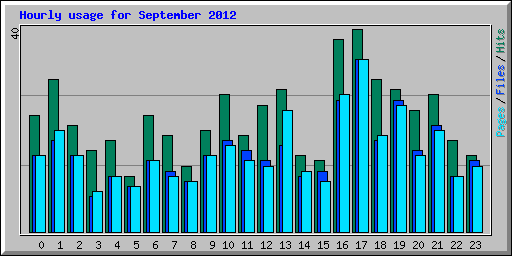 Hourly usage for September 2012
40
Pages/Files/Hits
0 1 2 3 4 5 6 7 8 9 10 11 12 13 14 15 16 17 18 19 20 21 22 23